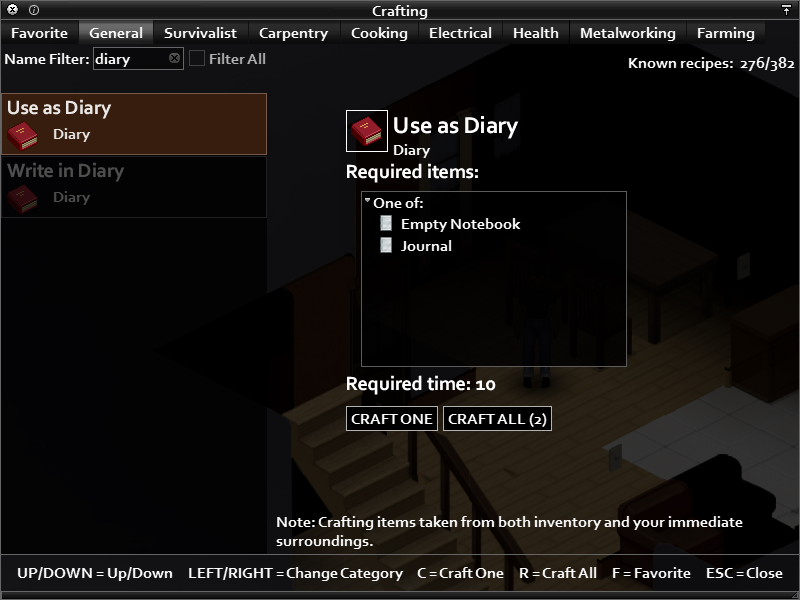 Crafting
Favorite General Survivalist Carpentry Cooking Electrical Health Metalworking Farming
Name Filter: diary Filter All
Known recipes: 276/382
Use as Diary
Diary
Write in Diary
Diary
Use as Diary
Diary
Required items:
One of:
Empty Notebook
Journal
Required time: 10
CRAFT ONE CRAFT ALL (2)
Note: Crafting items taken from both inventory and your immediate
surroundings.
UP/DOWN = Up/Down LEFT/RIGHT = Change Category C = Craft One R = Craft All F = Favorite ESC = Close